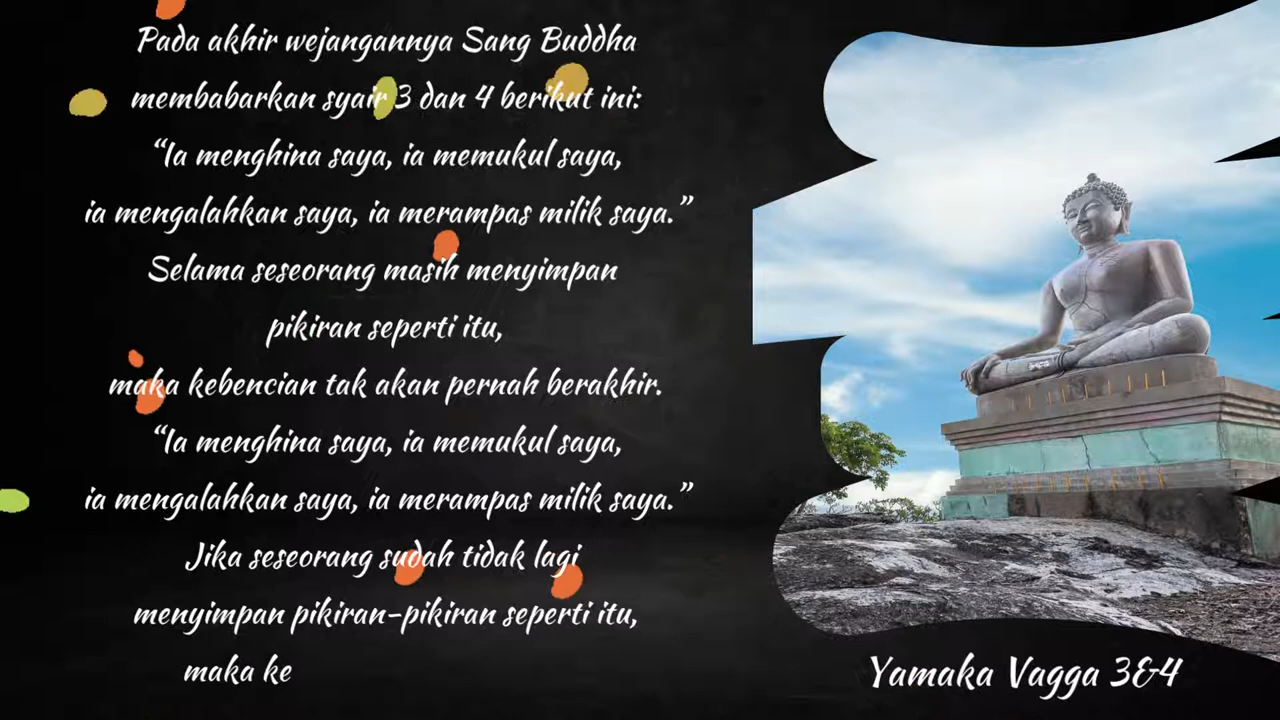 Pada akhir wejangannya Sang Buddha
membabarkan syair 3 dan 4 berikut ini:
“Ia menghina saya, ia memukul saya,
ia mengalahkan saya, ia merampas milik saya.”
Selama seseorang masih menyimpan
pikiran seperti itu,
maka kebencian tak akan pernah berakhir.
“Ia menghina saya, ia memukul saya,
ia mengalahkan saya, ia merampas milik saya.”
Jika seseorang sudah tidak lagi
menyimpan pikiran-pikiran seperti itu,
maka ke
Yamaka Vagga 3&4